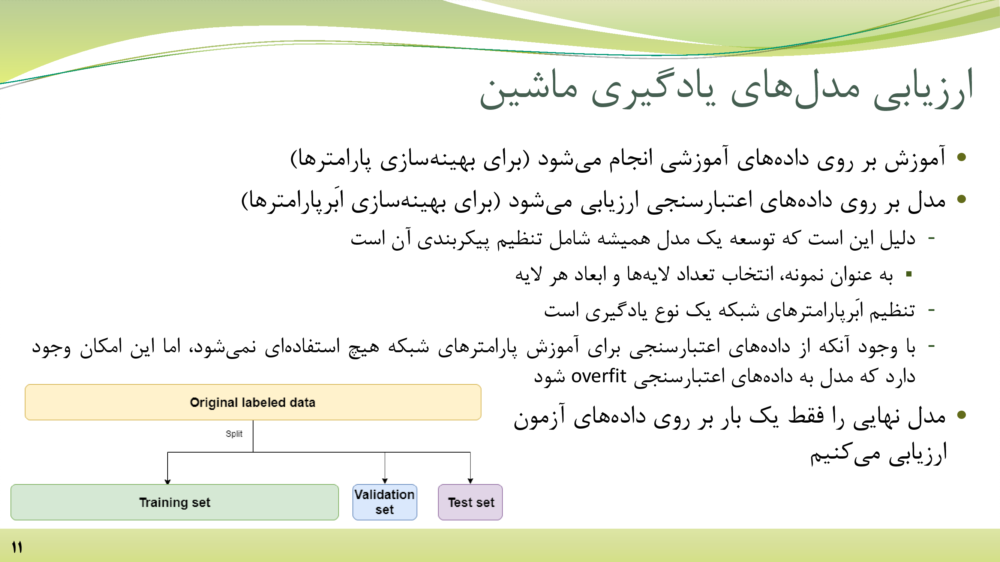 ارزیابی مدل‌های یادگیری ماشین
• آموزش بر روی داده‌های آموزشی انجام می‌شود (برای بهینه‌سازی پارامترها)
• مدل بر روی داده‌های اعتبارسنجی ارزیابی می‌شود (برای بهینه‌سازی ابَرپارامترها)
- دلیل این است که توسعه یک مدل همیشه شامل تنظیم پیکربندی آن است
▪ به عنوان نمونه، انتخاب تعداد لایه‌ها و ابعاد هر لایه
- تنظیم ابَرپارامترهای شبکه یک نوع یادگیری است
- با وجود آنکه از داده‌های اعتبارسنجی برای آموزش پارامترهای شبکه هیچ استفاده‌ای نمی‌شود، اما این امکان وجود
دارد که مدل به داده‌های اعتبارسنجی overfit شود
• مدل نهایی را فقط یک بار بر روی داده‌های آزمون
ارزیابی می‌کنیم
Original labeled data
Split
Training set
Validation
set
Test set
۱۱